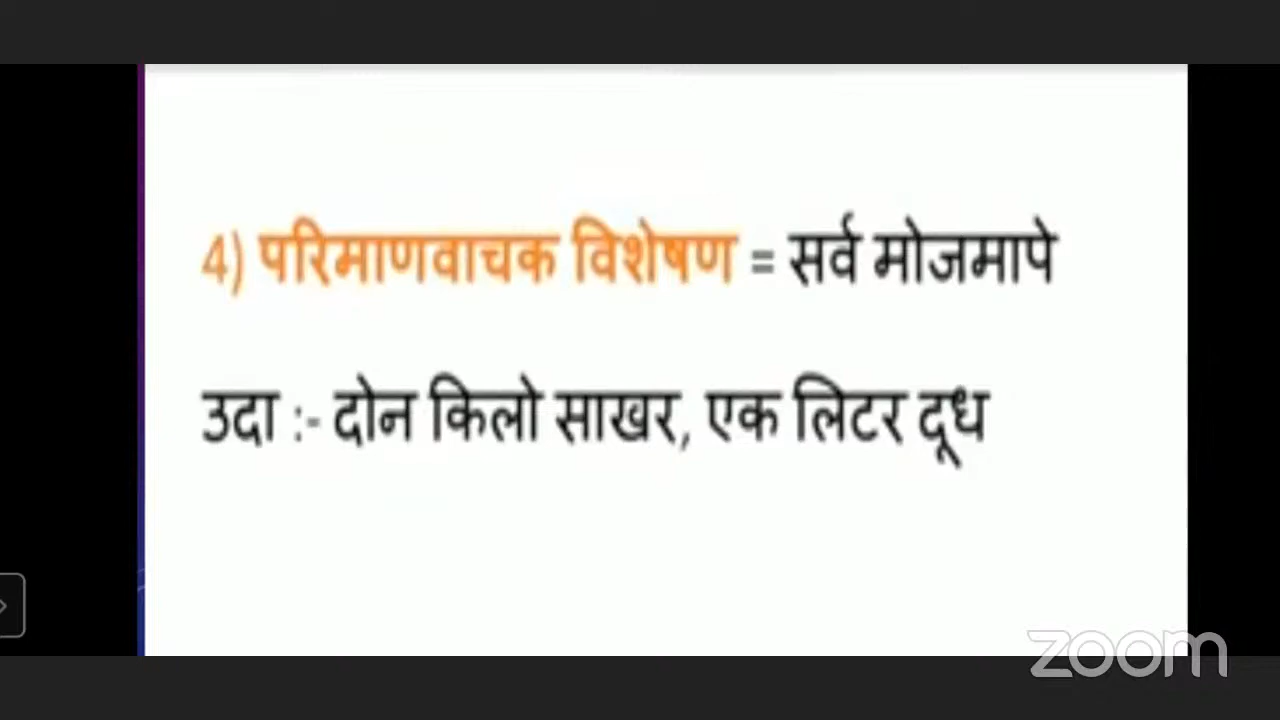 4) परिमाणवाचक विशेषण = सर्व मोजमापे
उदा :- दोन किलो साखर, एक लिटर दूध
zoom